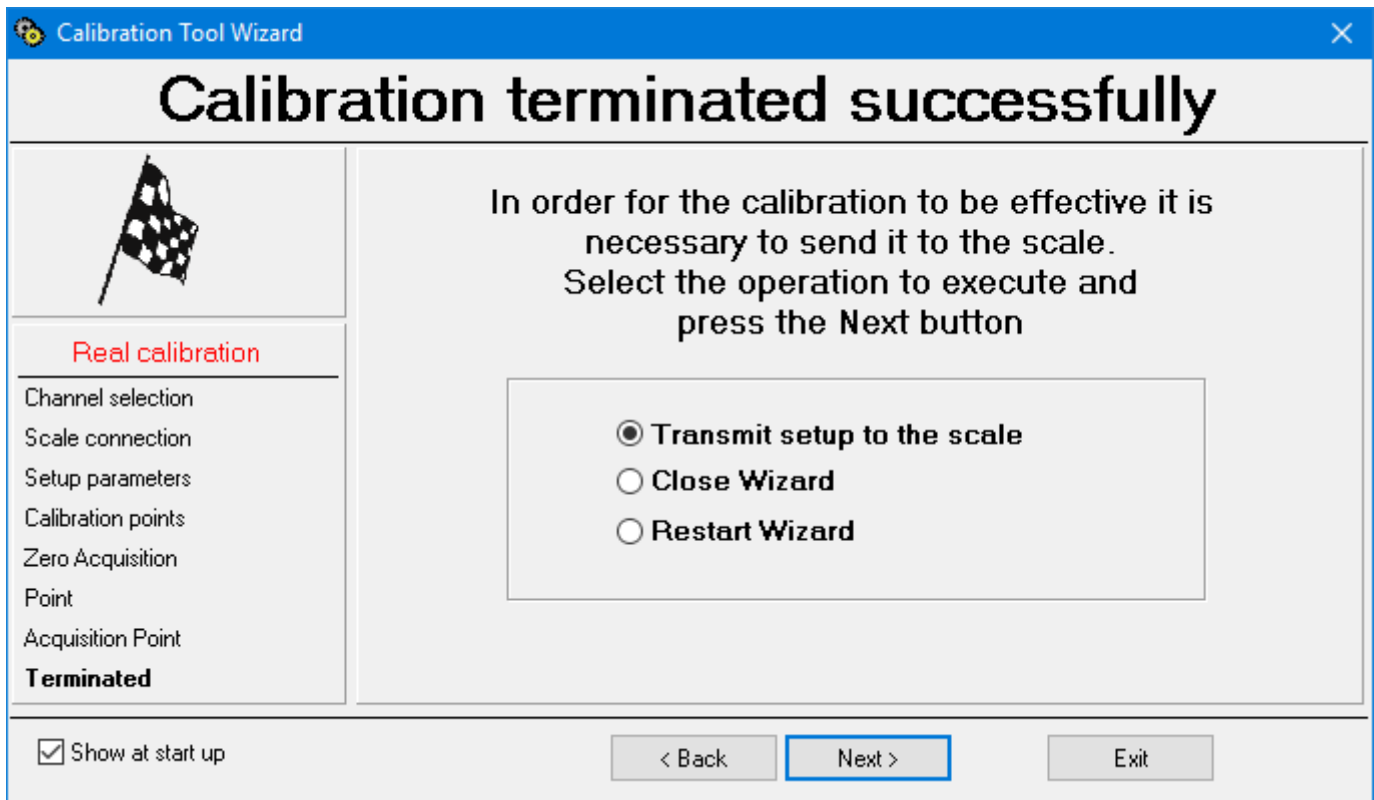 Calibration Tool Wizard
Calibration terminated successfully
In order for the calibration to be effective it is
necessary to send it to the scale.
Select the operation to execute and
press the Next button
Real calibration
Channel selection
Scale connection
Setup parameters
Calibration points
Zero Acquisition
Point
Acquisition Point
Terminated
Transmit setup to the scale
Close Wizard
Restart Wizard
Show at start up
< Back
Next >
Exit